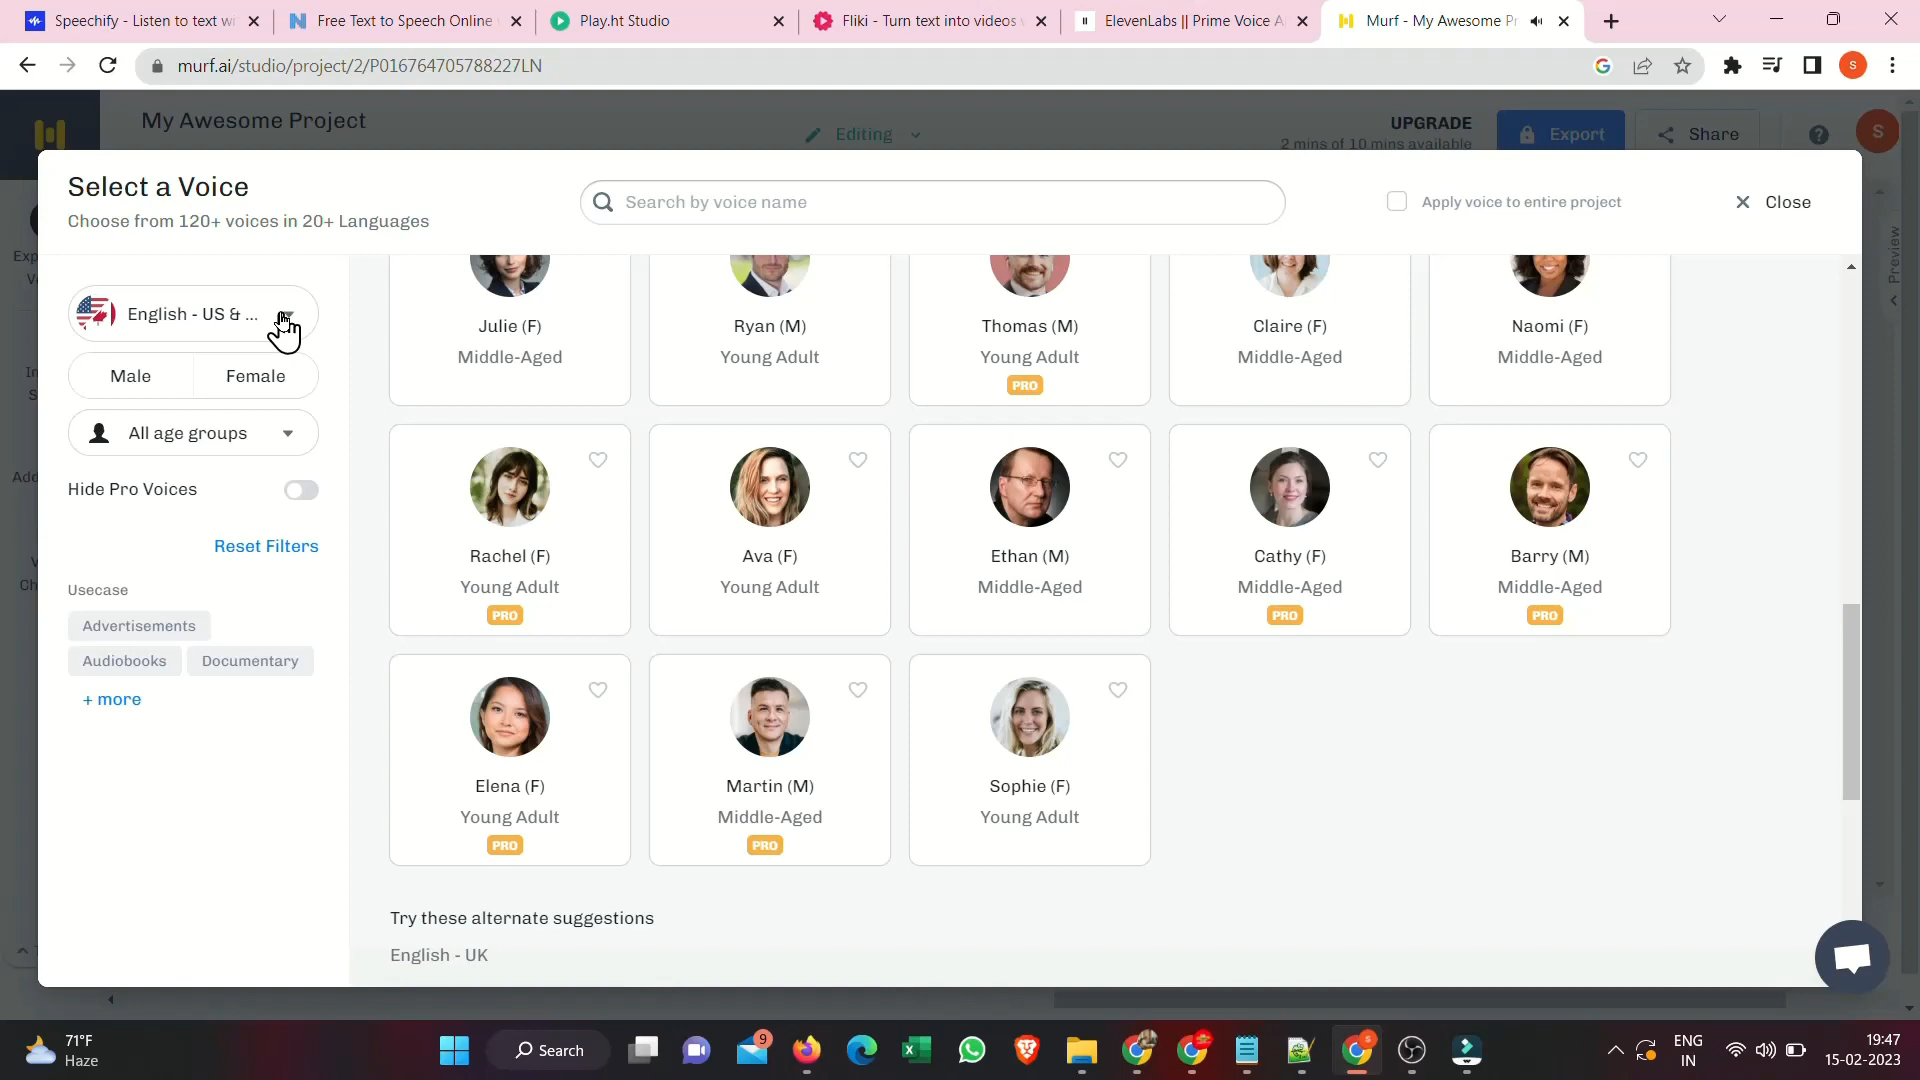 Speechify - Listen to text wi
Free Text to Speech Online
Play.ht Studio
Fliki - Turn text into videos
ElevenLabs || Prime Voice A
Murf - My Awesome Pr
murf.ai/studio/project/2/P016764705788227LN
S
My Awesome Project
Editing
UPGRADE
2 mins of 10 mins available
Export
Share
S
Select a Voice
Choose from 120+ voices in 20+ Languages
Search by voice name
Apply voice to entire project
Close
Preview
English - US & ...
Male
Female
All age groups
Hide Pro Voices
Reset Filters
Usecase
Advertisements
Audiobooks
Documentary
+ more
Julie (F)
Middle-Aged
Ryan (M)
Young Adult
Thomas (M)
Young Adult
PRO
Claire (F)
Middle-Aged
Naomi (F)
Middle-Aged
Rachel (F)
Young Adult
PRO
Ava (F)
Young Adult
Ethan (M)
Middle-Aged
Cathy (F)
Middle-Aged
PRO
Barry (M)
Middle-Aged
PRO
Elena (F)
Young Adult
PRO
Martin (M)
Middle-Aged
PRO
Sophie (F)
Young Adult
Try these alternate suggestions
English - UK
71°F
Haze
Search
9
ENG
IN
19:47
15-02-2023